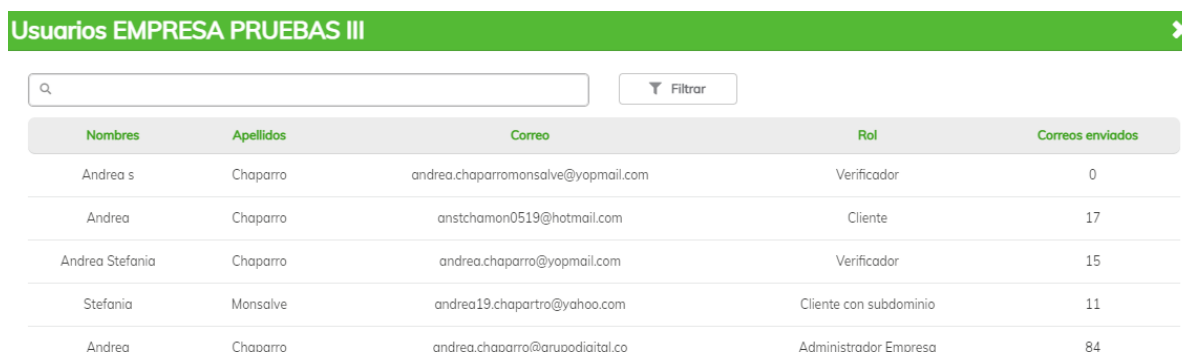 Usuarios EMPRESA PRUEBAS III
Filtrar
Nombres Apellidos Correo Rol Correos enviados
Andrea s Chaparro andrea.chaparromonsalve@yopmail.com Verificador 0
Andrea Chaparro anstchamon0519@hotmail.com Cliente 17
Andrea Stefania Chaparro andrea.chaparro@yopmail.com Verificador 15
Stefania Monsalve andrea19.chapartro@yahoo.com Cliente con subdominio 11
Andrea Chaparro andrea.chaparro@grupodigital.co Administrador Empresa 84